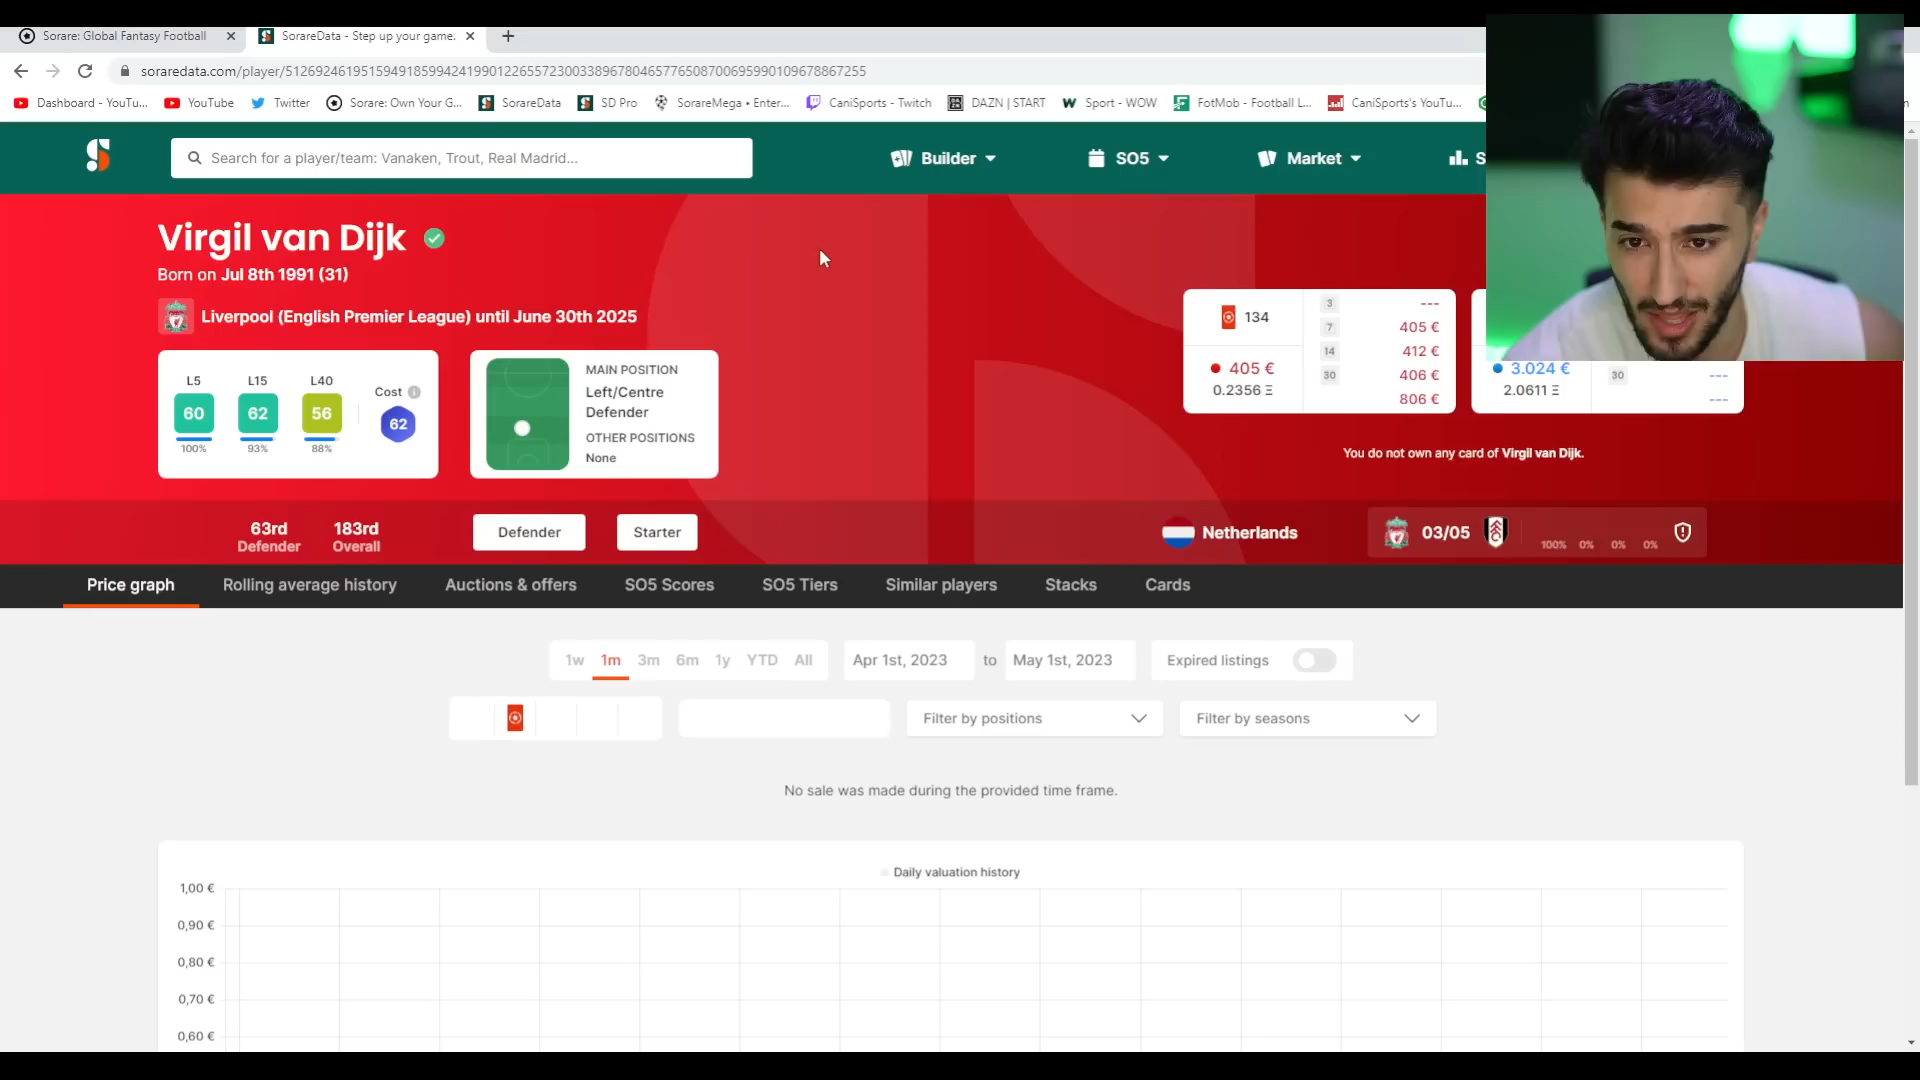 Sorare: Global Fantasy Football
SorareData - Step up your game.
soraredata.com/player/51269246195159491859942419901226557230033896780465776508700695990109678867255
Dashboard - YouTu...
YouTube
Twitter
Sorare: Own Your G...
SorareData
SD Pro
SorareMega • Enter...
CaniSports - Twitch
DAZN | START
Sport - WOW
FotMob - Football L...
CaniSports's YouTu...
Search for a player/team: Vanaken, Trout, Real Madrid...
Builder
SO5
Market
S
Virgil van Dijk
Born on Jul 8th 1991 (31)
Liverpool (English Premier League) until June 30th 2025
L5
L15
L40
Cost
60
62
56
62
100%
93%
88%
MAIN POSITION
Left/Centre
Defender
OTHER POSITIONS
None
134
405 €
0.2356 Ξ
3 ---
7 405 €
14 412 €
30 406 €
806 €
3.024 €
2.0611 Ξ
30 ---
---
You do not own any card of Virgil van Dijk.
63rd
Defender
183rd
Overall
Defender
Starter
Netherlands
03/05
100% 0% 0% 0%
Price graph
Rolling average history
Auctions & offers
SO5 Scores
SO5 Tiers
Similar players
Stacks
Cards
1w 1m 3m 6m 1y YTD All
Apr 1st, 2023 to May 1st, 2023
Expired listings
Filter by positions
Filter by seasons
No sale was made during the provided time frame.
Daily valuation history
1,00 €
0,90 €
0,80 €
0,70 €
0,60 €